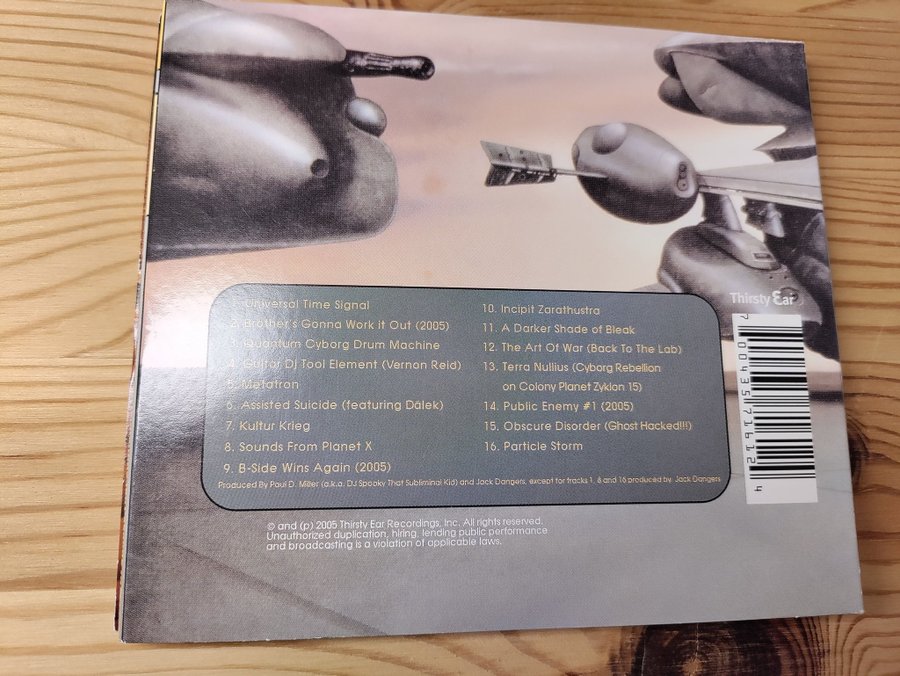 1. Universal Time Signal
2. Brother's Gonna Work it Out (2005)
3. Quantum Cyborg Drum Machine
4. Guitar DJ Tool Element (Vernon Reid)
5. Metatron
6. Assisted Suicide (featuring Dälek)
7. Kultur Krieg
8. Sounds From Planet X
9. B-Side Wins Again (2005)
10. Incipit Zarathustra
11. A Darker Shade of Bleak
12. The Art Of War (Back To The Lab)
13. Terra Nullius (Cyborg Rebellion
on Colony Planet Zyklon 15)
14. Public Enemy #1 (2005)
15. Obscure Disorder (Ghost Hacked!!!)
16. Particle Storm
Produced By Paul D. Miller (a.k.a. DJ Spooky That Subliminal Kid) and Jack Dangers, except for tracks 1, 8 and 16 produced by Jack Dangers
© and (p) 2005 Thirsty Ear Recordings, Inc. All rights reserved.
Unauthorized duplication, hiring, lending public performance
and broadcasting is a violation of applicable laws.
Thirsty Ear
7 00435 71612 4